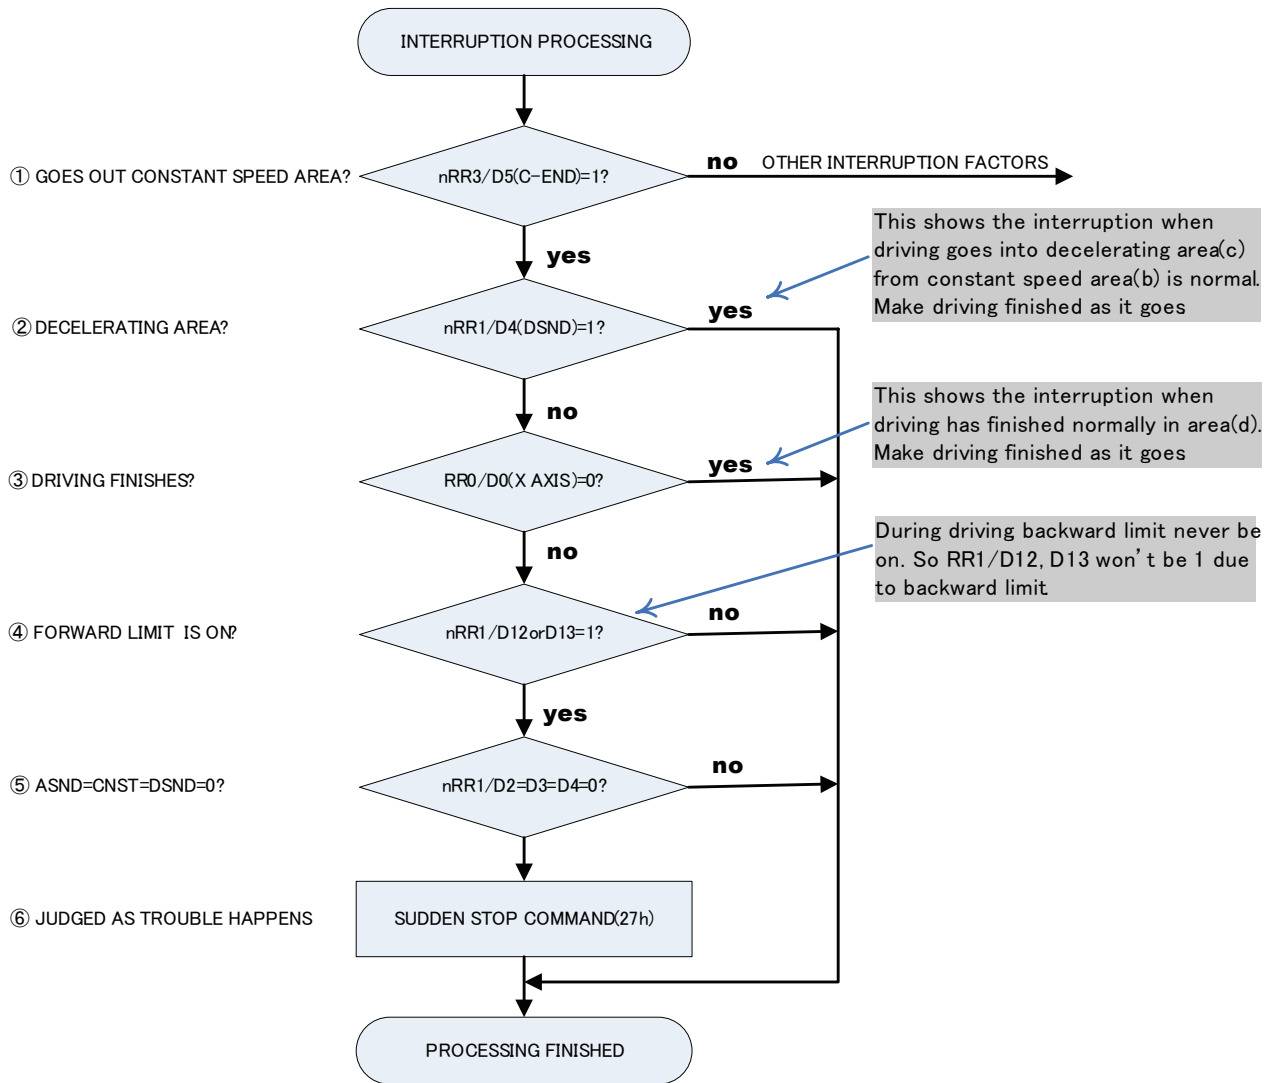 INTERRUPTION PROCESSING
① GOES OUT CONSTANT SPEED AREA?
nRR3/D5(C-END)=1?
no
OTHER INTERRUPTION FACTORS
This shows the interruption when
driving goes into decelerating area(c)
from constant speed area(b) is normal.
Make driving finished as it goes
yes
② DECELERATING AREA?
nRR1/D4(DSND)=1?
yes
no
This shows the interruption when
driving has finished normally in area(d).
Make driving finished as it goes
③ DRIVING FINISHES?
RR0/D0(X AXIS)=0?
yes
no
During driving backward limit never be
on. So RR1/D12, D13 won't be 1 due
to backward limit
④ FORWARD LIMIT IS ON?
nRR1/D12orD13=1?
no
yes
⑤ ASND=CNST=DSND=0?
nRR1/D2=D3=D4=0?
no
⑥ JUDGED AS TROUBLE HAPPENS
SUDDEN STOP COMMAND(27h)
PROCESSING FINISHED